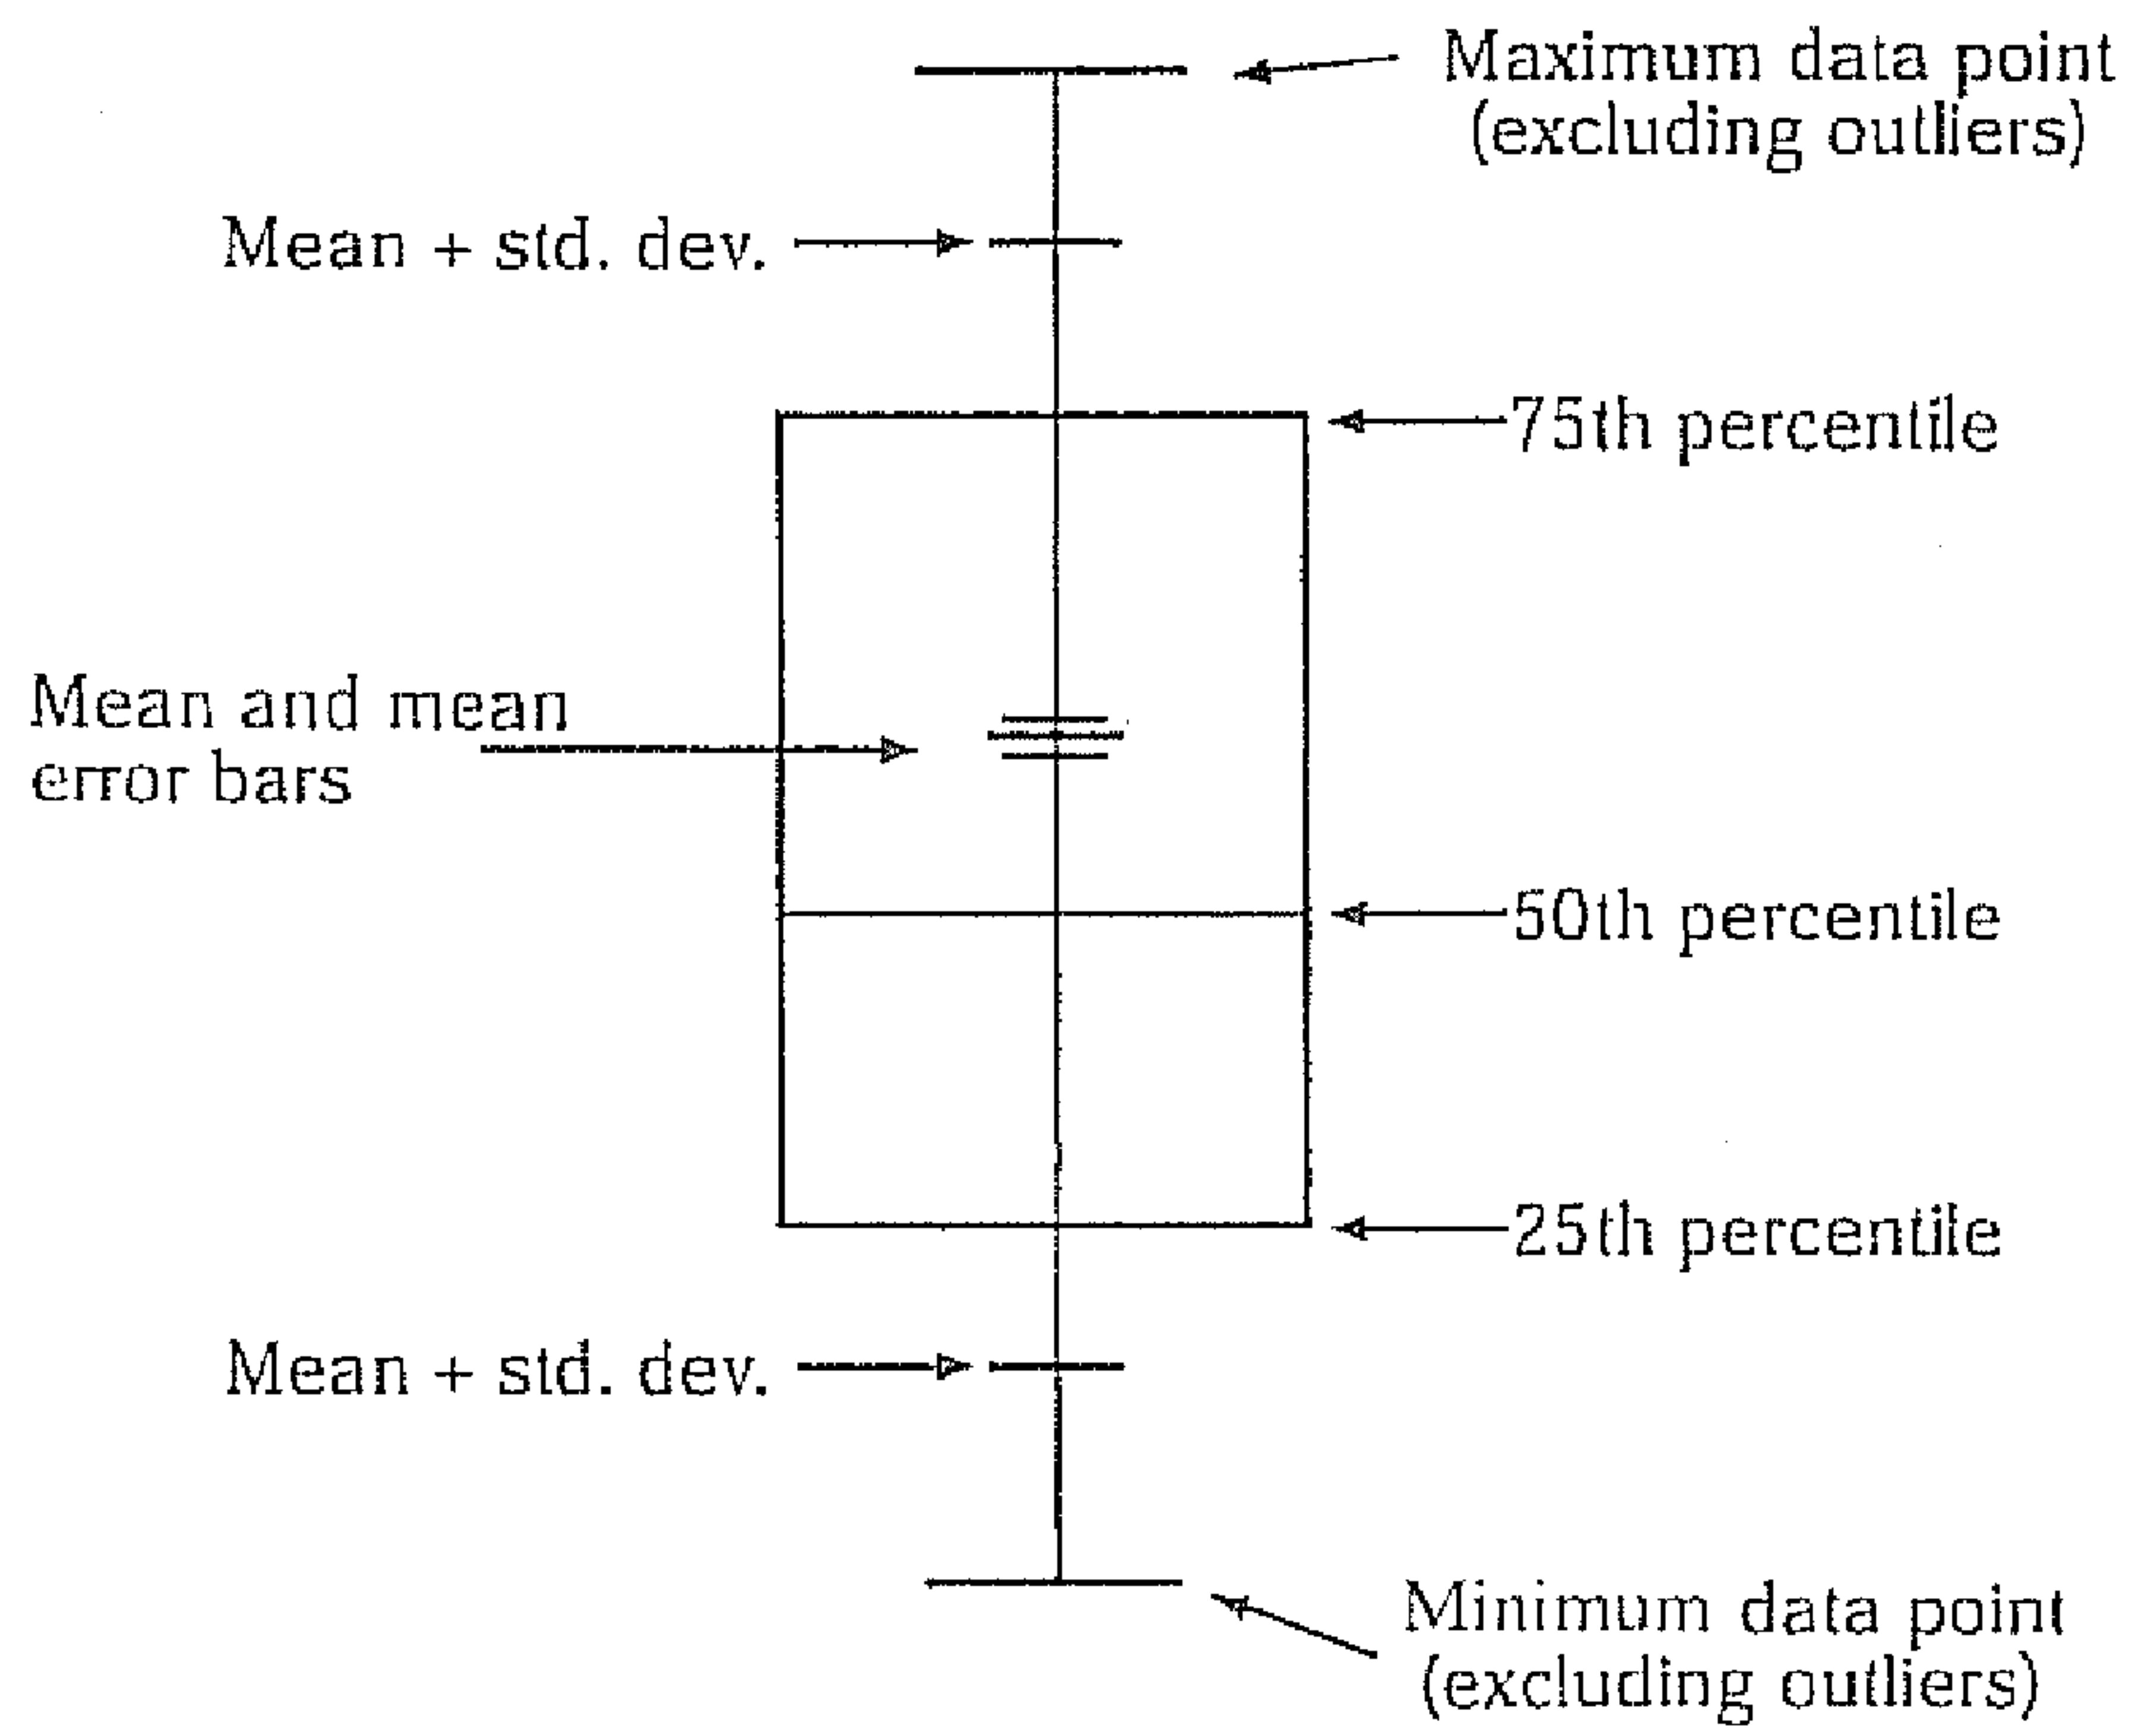 Maximum data point
(excluding outliers)
Mean + std. dev.
75th percentile
Mean and mean
error bars
50th percentile
25th percentile
Mean + std. dev.
Minimum data point
(excluding outliers)